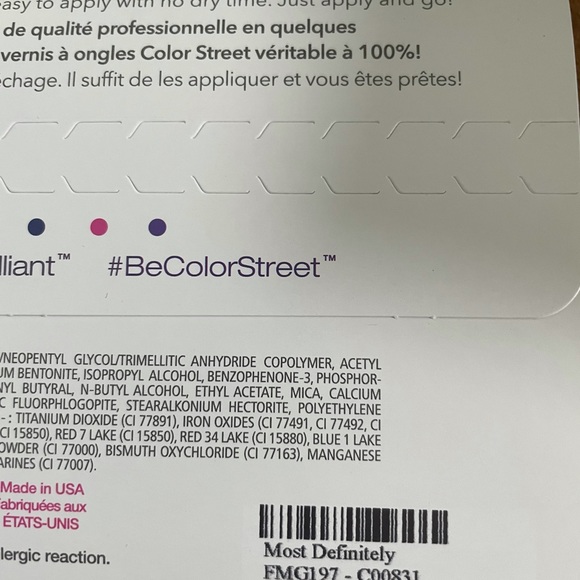 easy to apply with no dry time. Just apply and go!
de qualité professionnelle en quelques
vernis à ongles Color Street véritable à 100%!
chage. Il suffit de les appliquer et vous êtes prêtes!
lliant™ #BeColorStreet™
/NEOPENTYL GLYCOL/TRIMELLITIC ANHYDRIDE COPOLYMER, ACETYL
UM BENTONITE, ISOPROPYL ALCOHOL, BENZOPHENONE-3, PHOSPHOR-
NYL BUTYRAL, N-BUTYL ALCOHOL, ETHYL ACETATE, MICA, CALCIUM
C FLUORPHLOGOPITE, STEARALKONIUM HECTORITE, POLYETHYLENE
- : TITANIUM DIOXIDE (CI 77891), IRON OXIDES (CI 77491, CI 77492, CI
CI 15850), RED 7 LAKE (CI 15850), RED 34 LAKE (CI 15880), BLUE 1 LAKE
OWDER (CI 77000), BISMUTH OXYCHLORIDE (CI 77163), MANGANESE
ARINES (CI 77007).
Made in USA
abriquées aux
ÉTATS-UNIS
lergic reaction.
Most Definitely
FMG197 - C00831